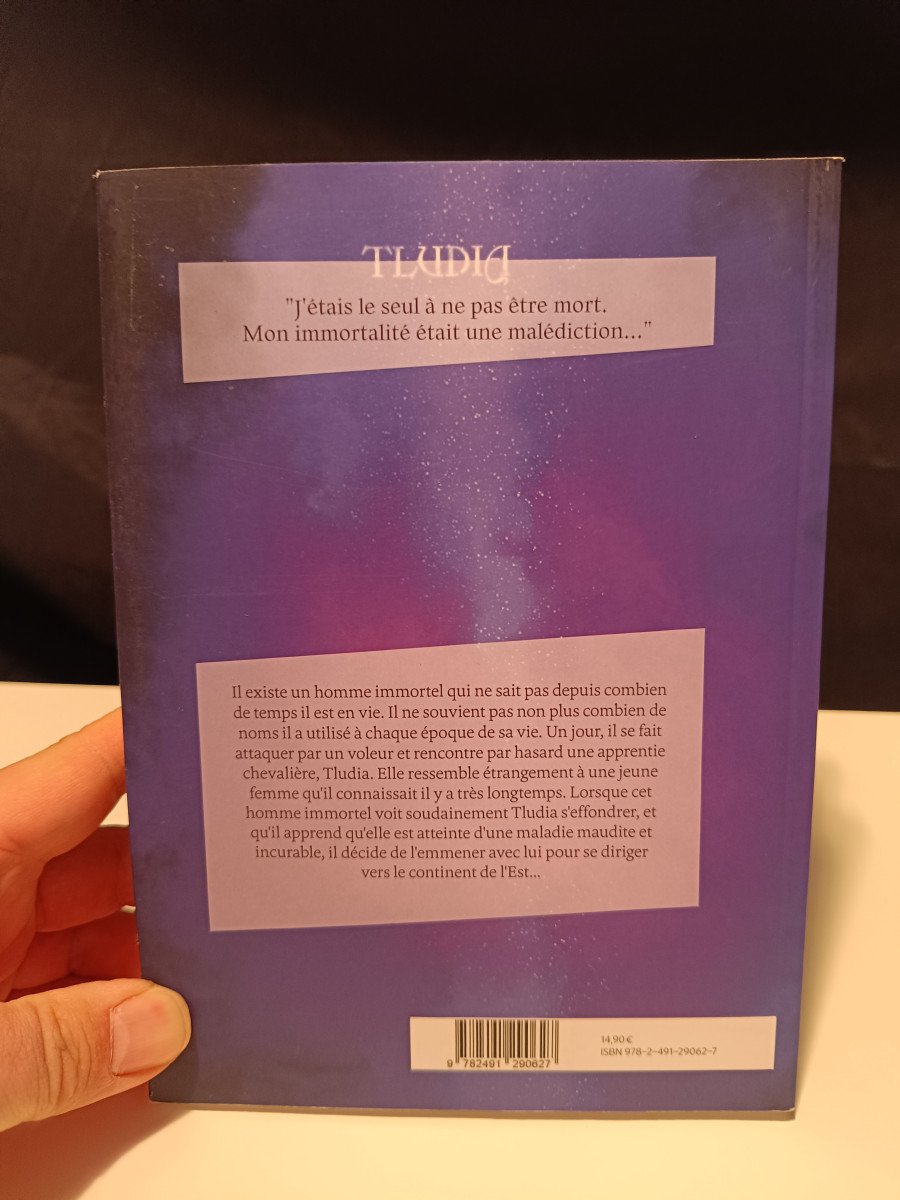 TLUDIA
"J'étais le seul à ne pas être mort.
Mon immortalité était une malédiction..."
Il existe un homme immortel qui ne sait pas depuis combien
de temps il est en vie. Il ne souvient pas non plus combien de
noms il a utilisé à chaque époque de sa vie. Un jour, il se fait
attaquer par un voleur et rencontre par hasard une apprentie
chevalière, Tludia. Elle ressemble étrangement à une jeune
femme qu'il connaissait il y a très longtemps. Lorsque cet
homme immortel voit soudainement Tludia s'effondrer, et
qu'il apprend qu'elle est atteinte d'une maladie maudite et
incurable, il décide de l'emmener avec lui pour se diriger
vers le continent de l'Est...
14,90 €
ISBN 978-2-491-29062-7
9 782491 290627